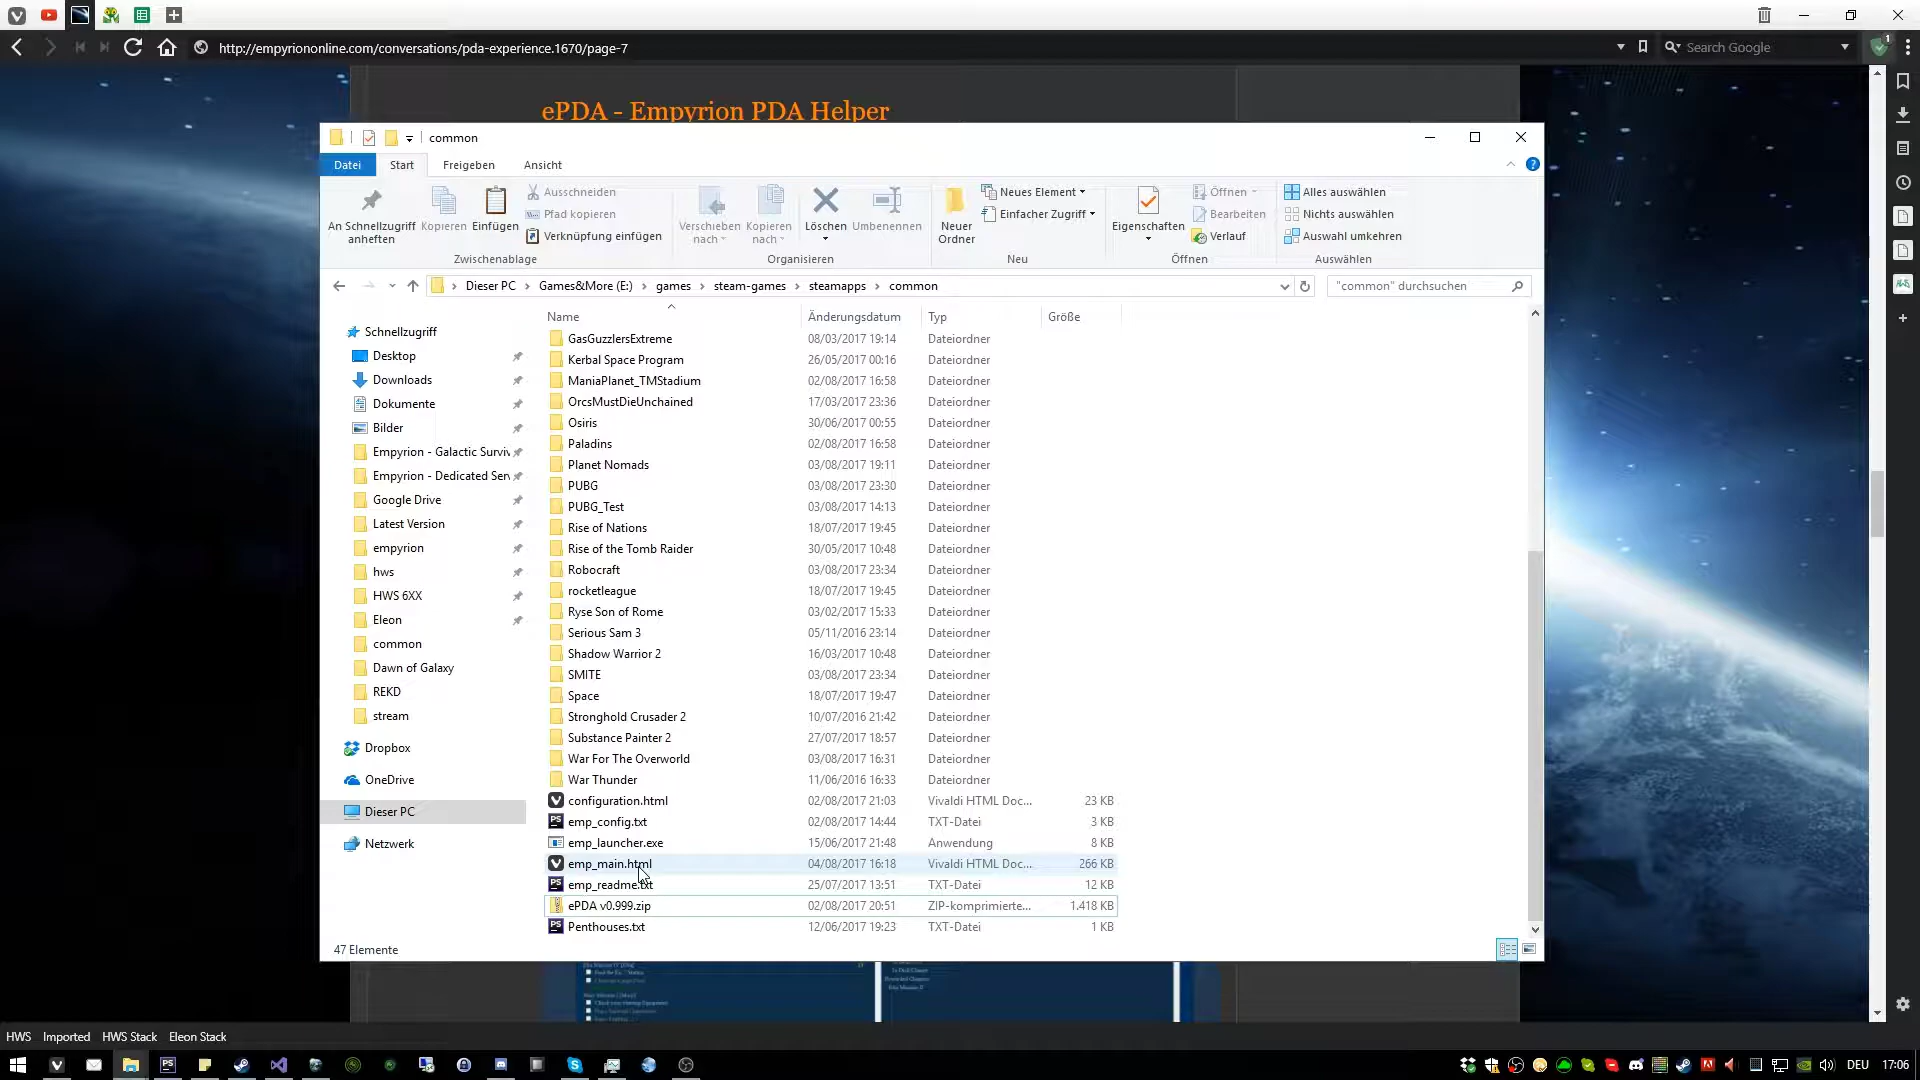 http://empyriononline.com/conversations/pda-experience.1670/page-7
Search Google
1
ePDA - Empyrion PDA Helper
common
Datei Start Freigeben Ansicht
An Schnellzugriff anheften
Kopieren
Einfügen
Ausschneiden
Pfad kopieren
Verknüpfung einfügen
Zwischenablage
Verschieben nach
Kopieren nach
Löschen
Umbenennen
Organisieren
Neuer Ordner
Neues Element
Einfacher Zugriff
Neu
Eigenschaften
Öffnen
Bearbeiten
Verlauf
Öffnen
Alles auswählen
Nichts auswählen
Auswahl umkehren
Auswählen
Dieser PC > Games&More (E:) > games > steam-games > steamapps > common
"common" durchsuchen
Schnellzugriff
Desktop
Downloads
Dokumente
Bilder
Empyrion - Galactic Surviv
Empyrion - Dedicated Serv
Google Drive
Latest Version
empyrion
hws
HWS 6XX
Eleon
common
Dawn of Galaxy
REKD
stream
Dropbox
OneDrive
Dieser PC
Netzwerk
Name Änderungsdatum Typ Größe
GasGuzzlersExtreme 08/03/2017 19:14 Dateiordner
Kerbal Space Program 26/05/2017 00:16 Dateiordner
ManiaPlanet_TMStadium 02/08/2017 16:58 Dateiordner
OrcsMustDieUnchained 17/03/2017 23:36 Dateiordner
Osiris 30/06/2017 00:55 Dateiordner
Paladins 02/08/2017 16:58 Dateiordner
Planet Nomads 03/08/2017 19:11 Dateiordner
PUBG 03/08/2017 23:30 Dateiordner
PUBG_Test 03/08/2017 14:13 Dateiordner
Rise of Nations 18/07/2017 19:45 Dateiordner
Rise of the Tomb Raider 30/05/2017 10:48 Dateiordner
Robocraft 03/08/2017 23:34 Dateiordner
rocketleague 18/07/2017 19:45 Dateiordner
Ryse Son of Rome 03/02/2017 15:33 Dateiordner
Serious Sam 3 05/11/2016 23:14 Dateiordner
Shadow Warrior 2 16/03/2017 10:48 Dateiordner
SMITE 03/08/2017 23:34 Dateiordner
Space 18/07/2017 19:47 Dateiordner
Stronghold Crusader 2 10/07/2016 21:42 Dateiordner
Substance Painter 2 27/07/2017 18:57 Dateiordner
War For The Overworld 03/08/2017 16:31 Dateiordner
War Thunder 11/06/2016 16:33 Dateiordner
configuration.html 02/08/2017 21:03 Vivaldi HTML Doc... 23 KB
emp_config.txt 02/08/2017 14:44 TXT-Datei 3 KB
emp_launcher.exe 15/06/2017 21:48 Anwendung 8 KB
emp_main.html 04/08/2017 16:18 Vivaldi HTML Doc... 266 KB
emp_readme.txt 25/07/2017 13:51 TXT-Datei 12 KB
ePDA v0.999.zip 02/08/2017 20:51 ZIP-komprimierte... 1.418 KB
Penthouses.txt 12/06/2017 19:23 TXT-Datei 1 KB
47 Elemente
HWS Imported HWS Stack Eleon Stack
DEU 17:06